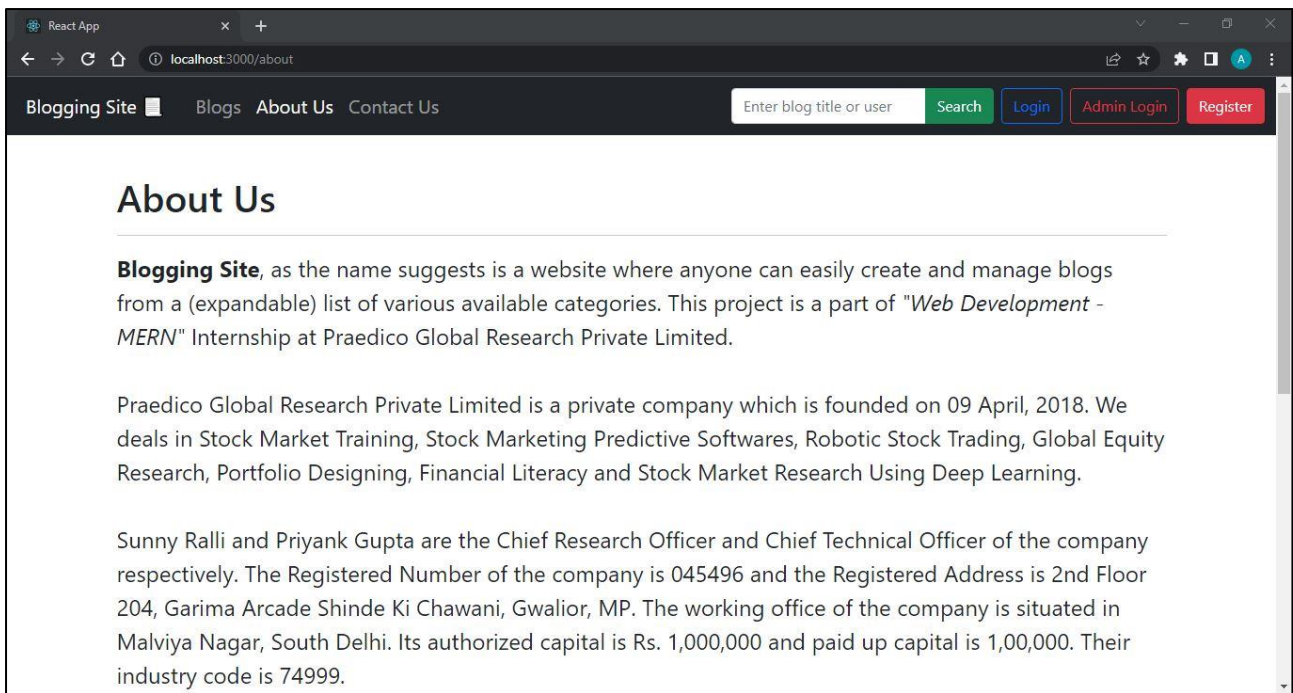 React App
localhost:3000/about
A
Blogging Site Blogs About Us Contact Us Enter blog title or user Search Login Admin Login Register
About Us
Blogging Site, as the name suggests is a website where anyone can easily create and manage blogs
from a (expandable) list of various available categories. This project is a part of "Web Development -
MERN" Internship at Praedico Global Research Private Limited.
Praedico Global Research Private Limited is a private company which is founded on 09 April, 2018. We
deals in Stock Market Training, Stock Marketing Predictive Softwares, Robotic Stock Trading, Global Equity
Research, Portfolio Designing, Financial Literacy and Stock Market Research Using Deep Learning.
Sunny Ralli and Priyank Gupta are the Chief Research Officer and Chief Technical Officer of the company
respectively. The Registered Number of the company is 045496 and the Registered Address is 2nd Floor
204, Garima Arcade Shinde Ki Chawani, Gwalior, MP. The working office of the company is situated in
Malviya Nagar, South Delhi. Its authorized capital is Rs. 1,000,000 and paid up capital is 1,00,000. Their
industry code is 74999.